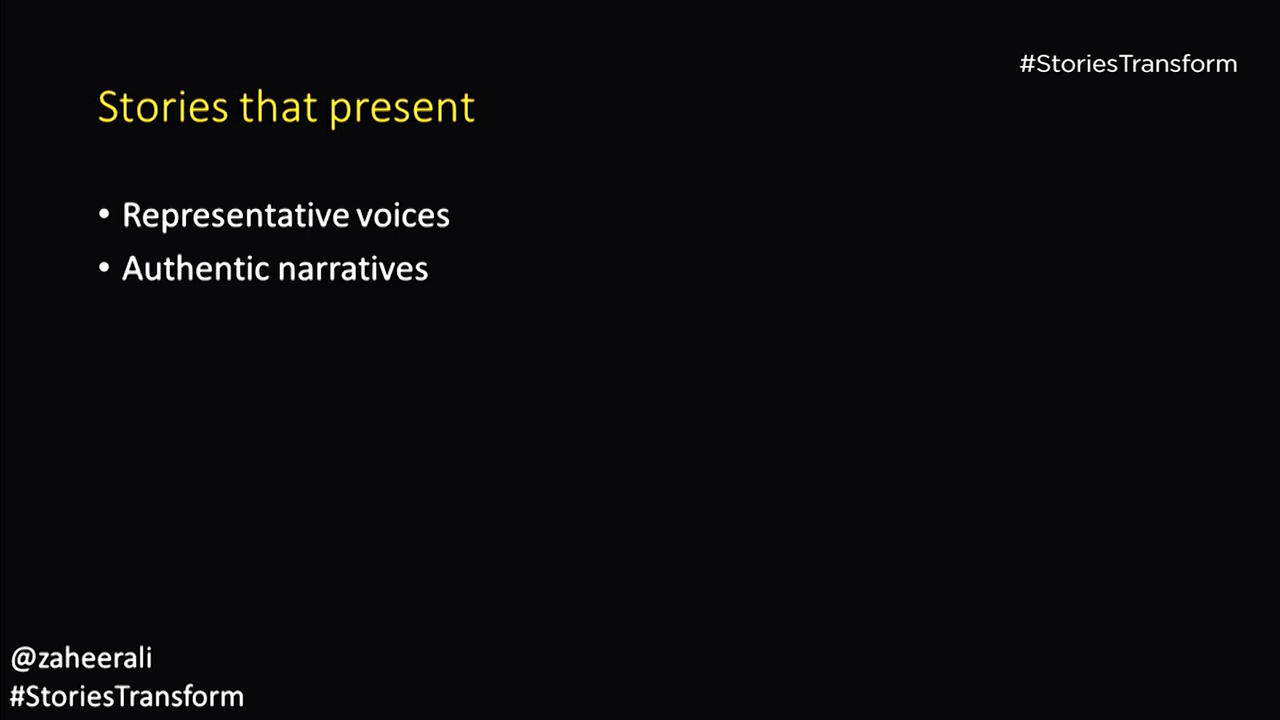 #StoriesTransform
Stories that present
• Representative voices
• Authentic narratives
@zaheerali
#StoriesTransform